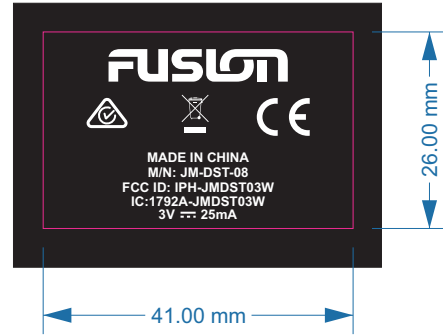 FUSION
CE
MADE IN CHINA
M/N: JM-DST-08
FCC ID: IPH-JMDST03W
IC:1792A-JMDST03W
3V ⎓ 25mA
26.00 mm
41.00 mm